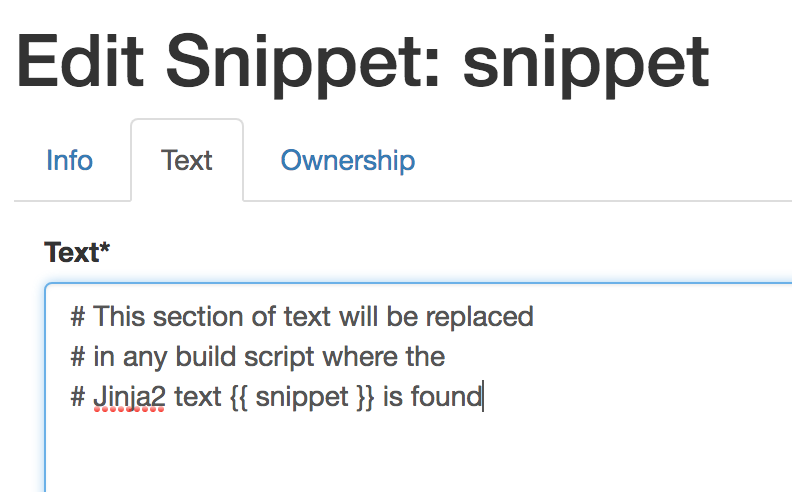 Edit Snippet: snippet
Info Text Ownership
Text*
# This section of text will be replaced
# in any build script where the
# Jinja2 text {{ snippet }} is found